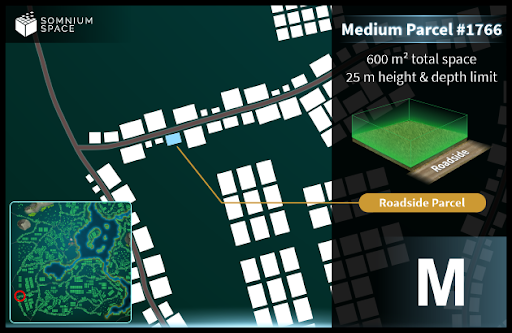 SOMNIUM
SPACE
Medium Parcel #1766
600 m² total space
25 m height & depth limit
Roadside
Roadside Parcel
M